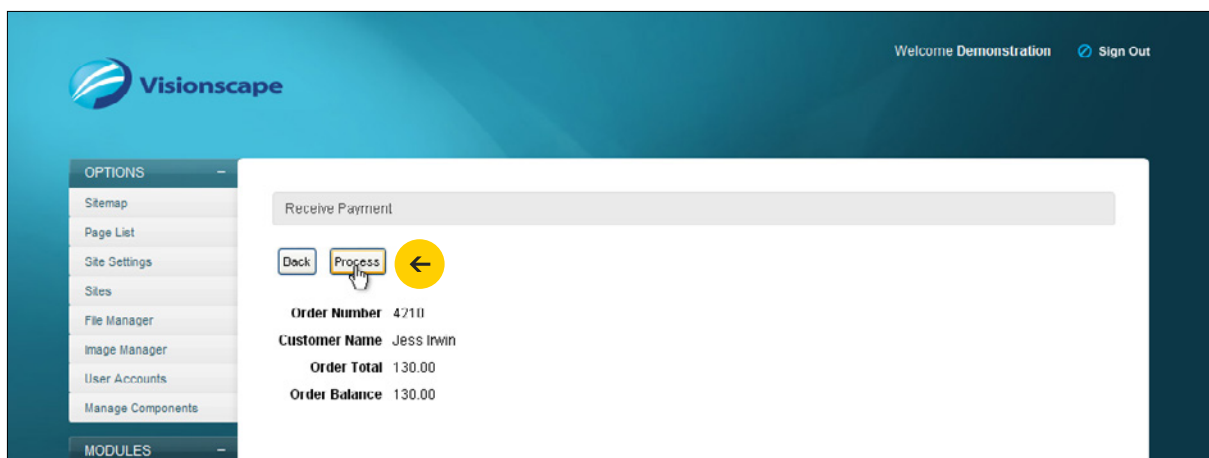 Welcome Demonstration Sign Out
Visionscape
OPTIONS −
Sitemap
Page List
Site Settings
Sites
File Manager
Image Manager
User Accounts
Manage Components
MODULES −
Receive Payment
Back Process
Order Number 4210
Customer Name Jess Irwin
Order Total 130.00
Order Balance 130.00